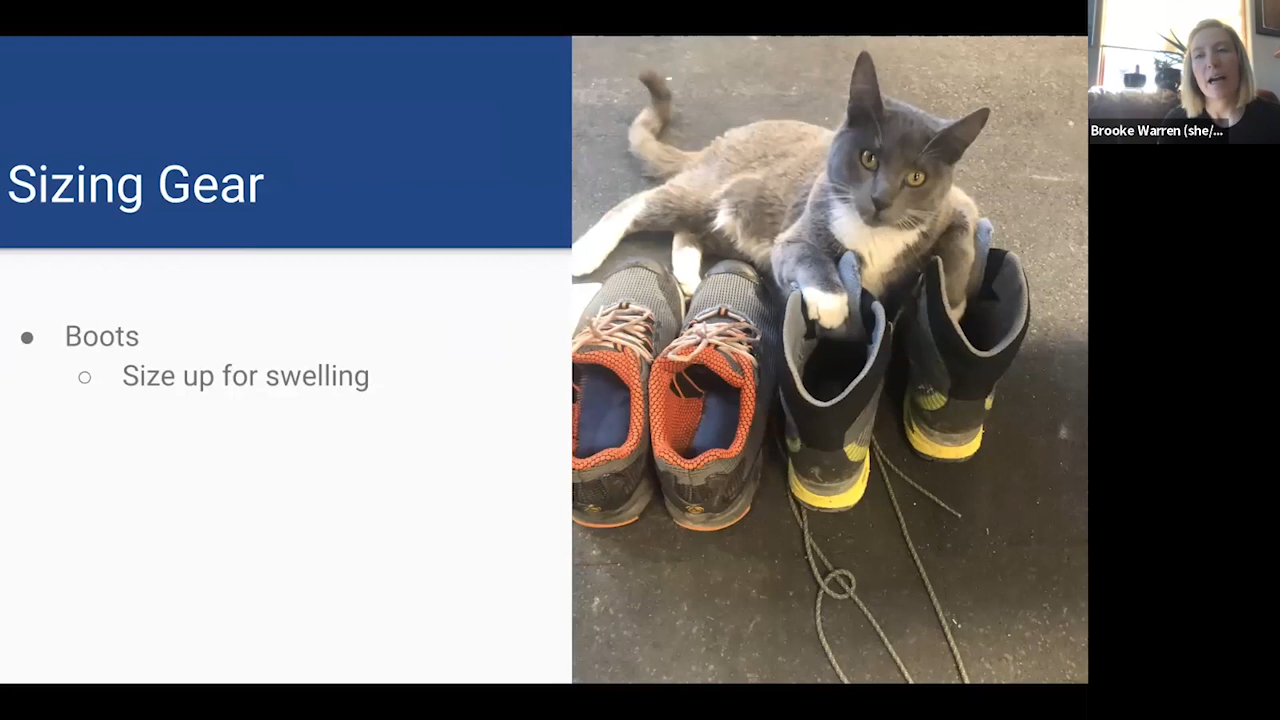 Sizing Gear
● Boots
○ Size up for swelling
Brooke Warren (she/...